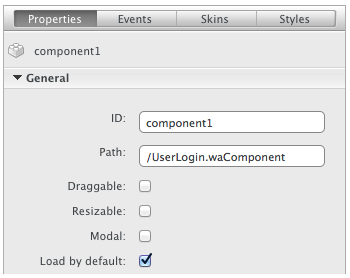 Properties Events Skins Styles
component1
General
ID: component1
Path: /UserLogin.waComponent
Draggable:
Resizable:
Modal:
Load by default: